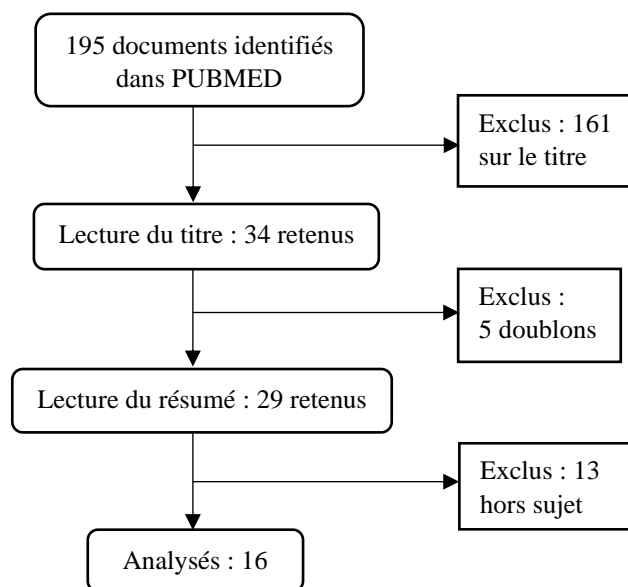 195 documents identifiés
dans PUBMED
Exclus : 161
sur le titre
Lecture du titre : 34 retenus
Exclus :
5 doublons
Lecture du résumé : 29 retenus
Exclus : 13
hors sujet
Analysés : 16